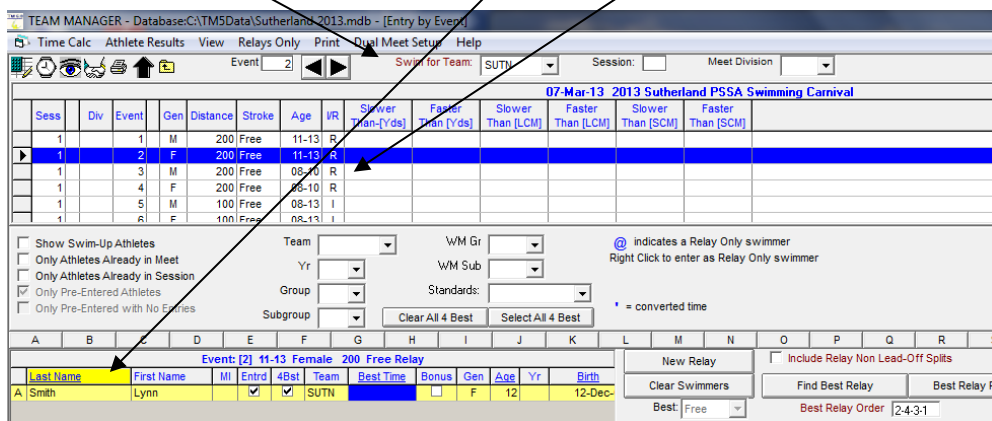 TEAM MANAGER - Database:C:\TM5Data\Sutherland-2013.mdb - [Entry by Event]
Time Calc Athlete Results View Relays Only Print Dual Meet Setup Help
Event 2 Swim for Team: SUTN Session: Meet Division
07-Mar-13 2013 Sutherland PSSA Swimming Carnival
Sess Div Event Gen Distance Stroke Age I/R Slower Than-[Yds] Faster Than [Yds] Slower Than [LCM] Faster Than [LCM] Slower Than [SCM] Faster Than [SCM]
1 1 M 200 Free 11-13 R
1 2 F 200 Free 11-13 R
1 3 M 200 Free 08-10 R
1 4 F 200 Free 08-10 R
1 5 M 100 Free 08-13 I
1 6 F 100 Free 08-13 I
Show Swim-Up Athletes Team WM Gr @ indicates a Relay Only swimmer
Only Athletes Already in Meet Right Click to enter as Relay Only swimmer
Only Athletes Already in Session Yr WM Sub
Only Pre-Entered Athletes Group Standards:
Only Pre-Entered with No Entries Subgroup Clear All 4 Best Select All 4 Best ' = converted time
A B C D E F G H I J K L M N O P Q R
Event: [2] 11-13 Female 200 Free Relay New Relay Include Relay Non Lead-Off Splits
Last Name First Name MI Entrd 4Bst Team Best Time Bonus Gen Age Yr Birth Clear Swimmers Find Best Relay Best Relay
A Smith Lynn SUTN F 12 12-Dec-
Best: Free Best Relay Order 2-4-3-1